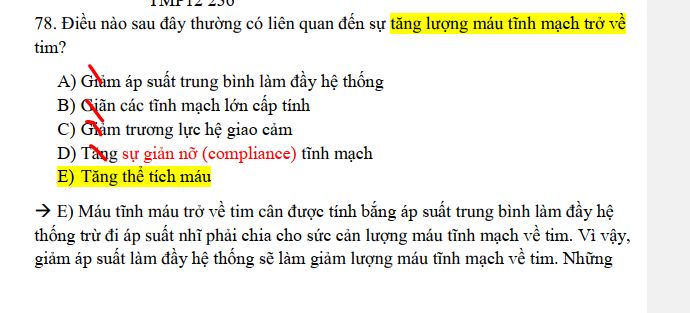 78. Điều nào sau đây thường có liên quan đến sự tăng lượng máu tĩnh mạch trở về
tim?
A) Giảm áp suất trung bình làm đầy hệ thống
B) Giãn các tĩnh mạch lớn cấp tính
C) Giảm trương lực hệ giao cảm
D) Tăng sự giản nỡ (compliance) tĩnh mạch
E) Tăng thể tích máu
→ E) Máu tĩnh máu trở về tim cân được tính bằng áp suất trung bình làm đầy hệ
thống trừ đi áp suất nhĩ phải chia cho sức cản lượng máu tĩnh mạch về tim. Vì vậy,
giảm áp suất làm đầy hệ thống sẽ làm giảm lượng máu tĩnh mạch về tim. Những